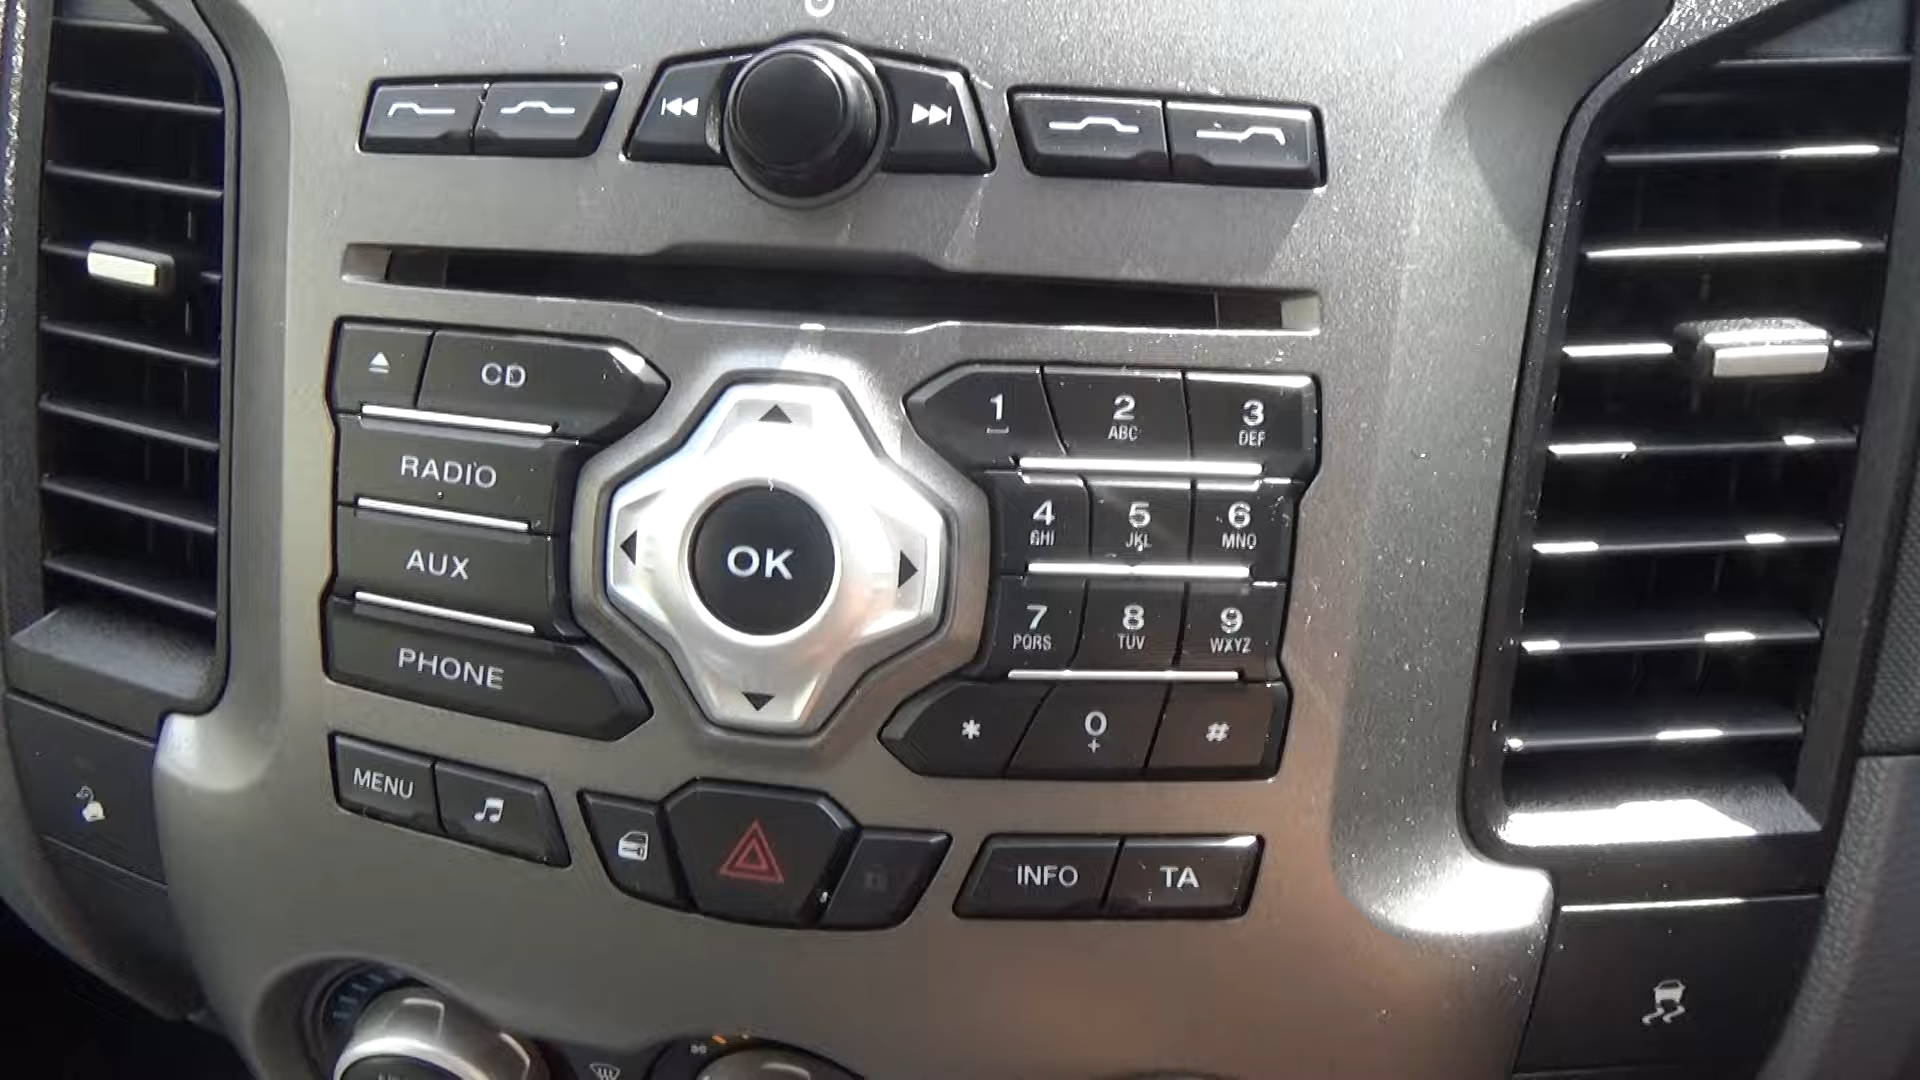 CD
RADIO
AUX
PHONE
OK
1
2
ABC
3
DEF
4
GHI
5
JKL
6
MNO
7
PQRS
8
TUV
9
WXYZ
*
0
+
#
MENU
INFO
TA